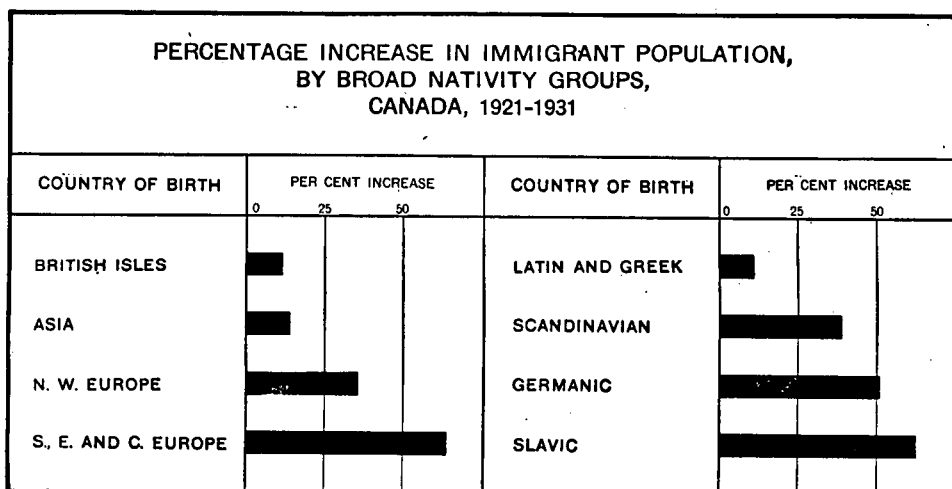 PERCENTAGE INCREASE IN IMMIGRANT POPULATION,
BY BROAD NATIVITY GROUPS,
CANADA, 1921-1931
COUNTRY OF BIRTH
PER CENT INCREASE
0 25 50
BRITISH ISLES
ASIA
N. W. EUROPE
S., E. AND C. EUROPE
COUNTRY OF BIRTH
PER CENT INCREASE
0 25 50
LATIN AND GREEK
SCANDINAVIAN
GERMANIC
SLAVIC